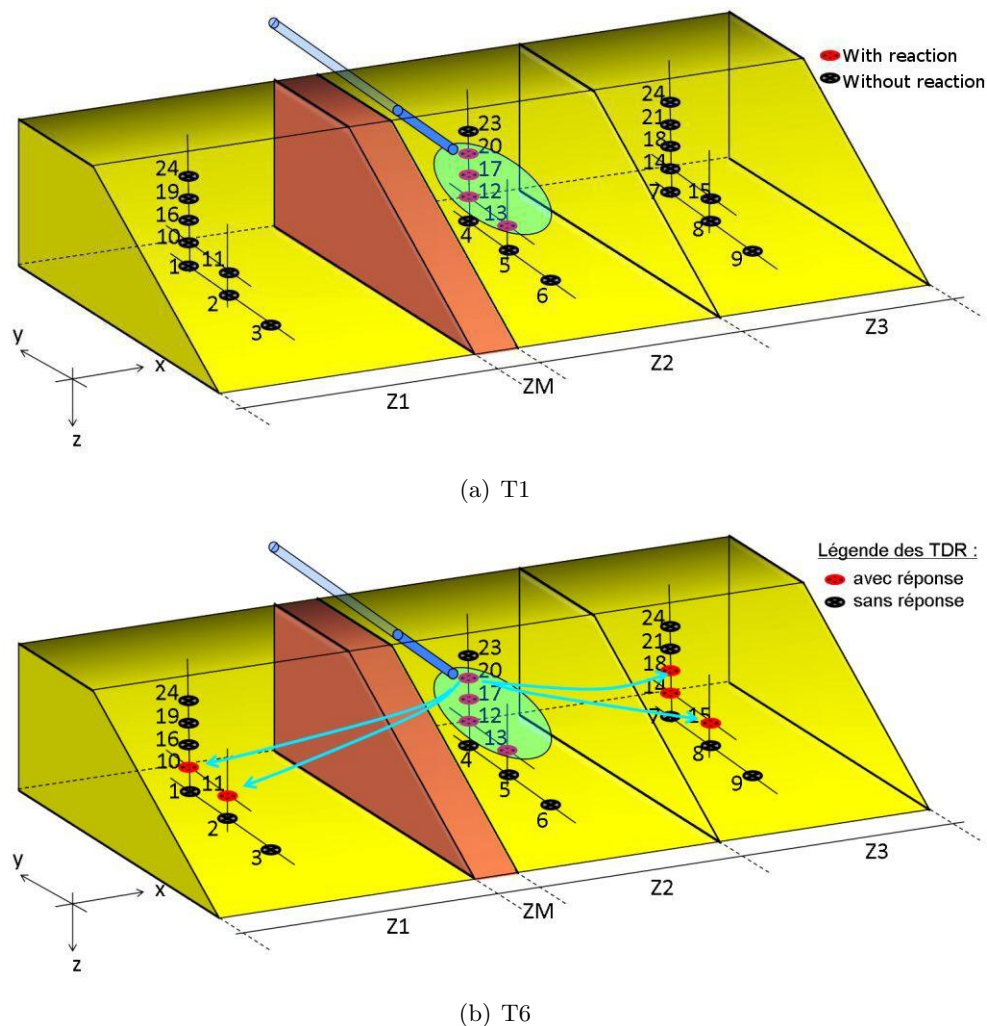 With reaction
Without reaction
24
19
16
10
11
1
2
3
23
20
17
12
13
4
5
6
24
21
18
14
15
7
8
9
y
x
z
Z1
ZM
Z2
Z3
(a) T1
Légende des TDR :
avec réponse
sans réponse
24
19
16
10
11
1
2
3
23
20
17
12
13
4
5
6
24
21
18
14
15
7
8
9
y
x
z
Z1
ZM
Z2
Z3
(b) T6